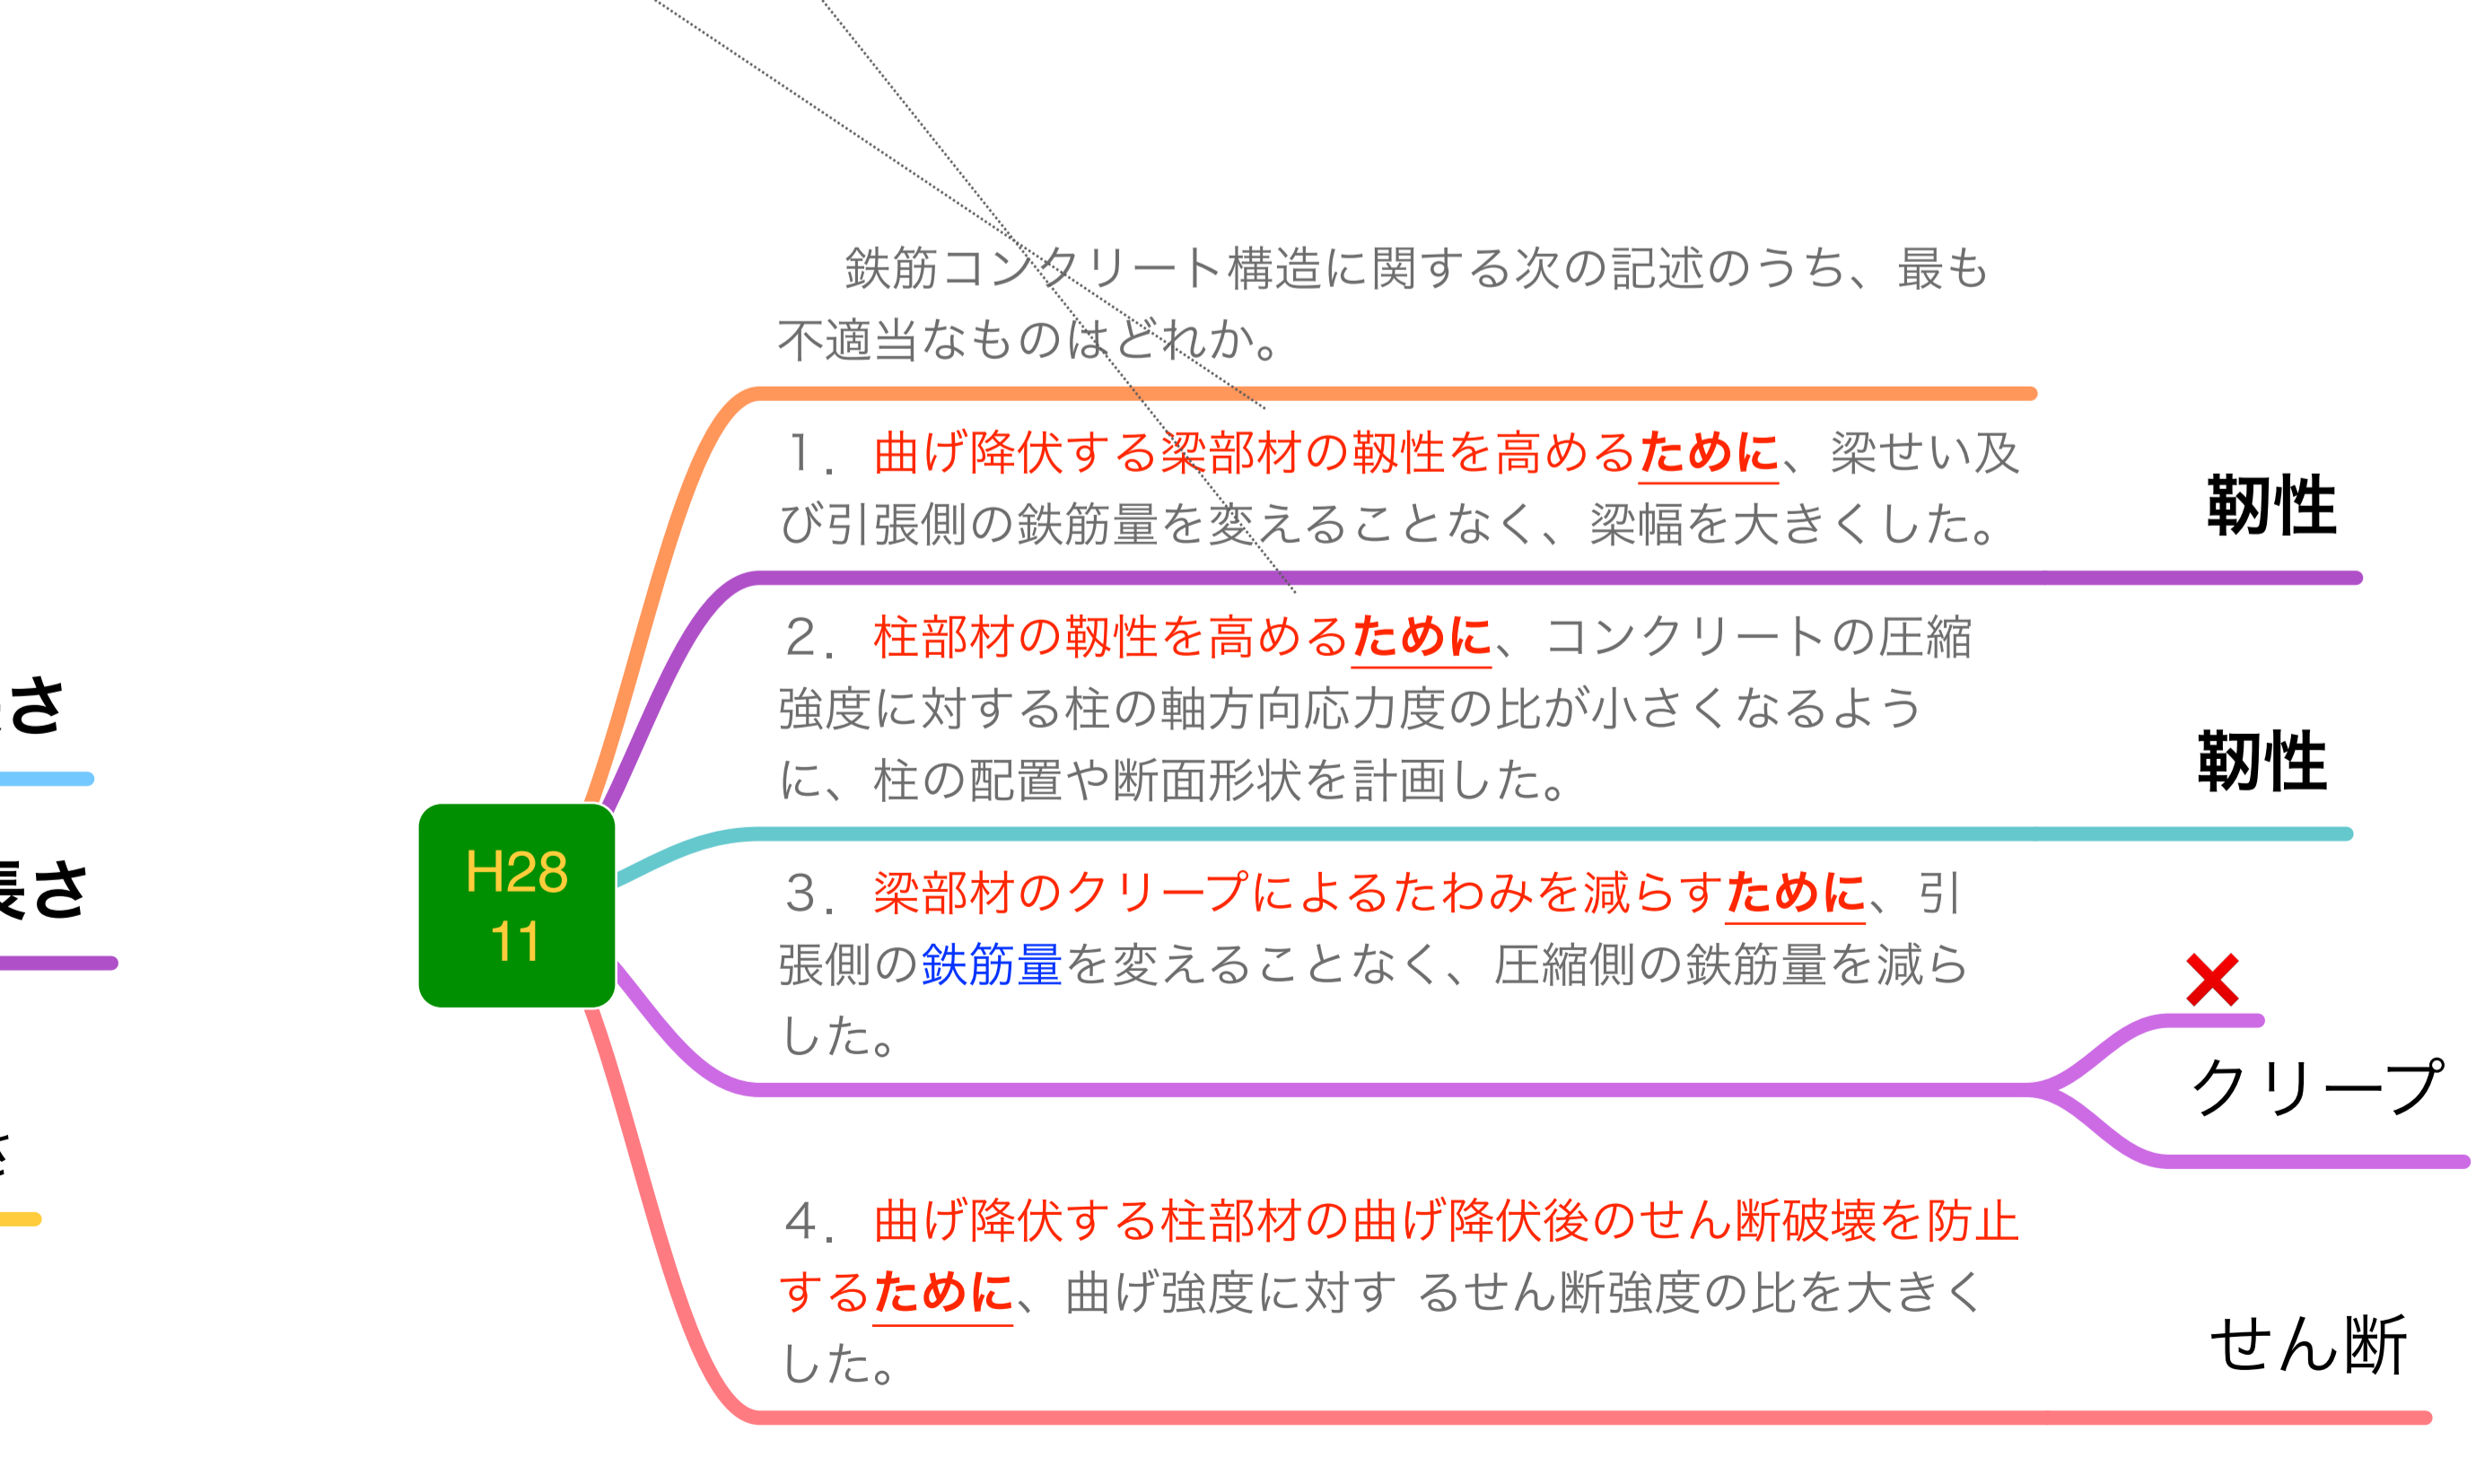 鉄筋コンクリート構造に関する次の記述のうち、最も
不適当なものはどれか。
1. 曲げ降伏する梁部材の靭性を高めるために、梁せい及
び引張側の鉄筋量を変えることなく、梁幅を大きくした。
靭性
2. 柱部材の靭性を高めるために、コンクリートの圧縮
強度に対する柱の軸方向応力度の比が小さくなるよう
に、柱の配置や断面形状を計画した。
靭性
H28
11
3. 梁部材のクリープによるたわみを減らすために、引
張側の鉄筋量を変えることなく、圧縮側の鉄筋量を減ら
した。
クリープ
4. 曲げ降伏する柱部材の曲げ降伏後のせん断破壊を防止
するために、曲げ強度に対す るせん断強度の比を大さく
した。
せん断
さ
長さ